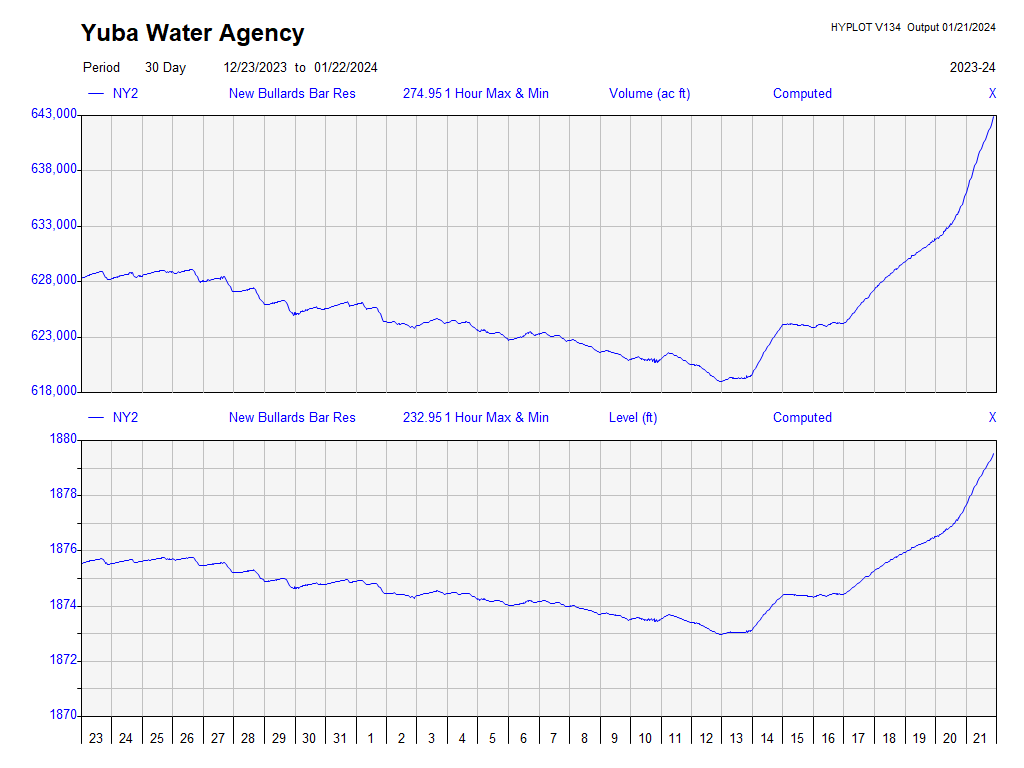 Yuba Water Agency
HYPLOT V134 Output 01/21/2024
Period 30 Day 12/23/2023 to 01/22/2024 2023-24
NY2 New Bullards Bar Res 274.95 1 Hour Max & Min Volume (ac ft) Computed X
643,000
638,000
633,000
628,000
623,000
618,000
NY2 New Bullards Bar Res 232.95 1 Hour Max & Min Level (ft) Computed X
1880
1878
1876
1874
1872
1870
23 24 25 26 27 28 29 30 31 1 2 3 4 5 6 7 8 9 10 11 12 13 14 15 16 17 18 19 20 21